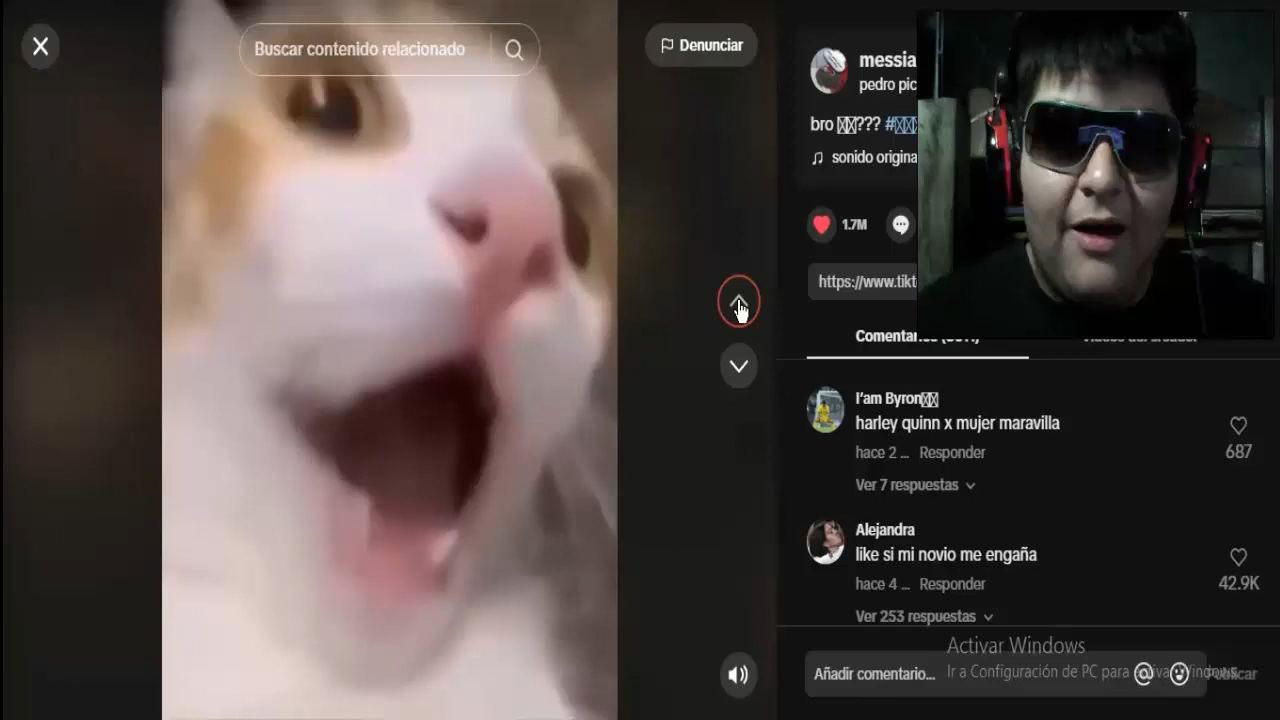 Buscar contenido relacionado
Denunciar
messia
pedro pic
bro ??? #
sonido origina
1.7M
https://www.tikt
I'am Byron
harley quinn x mujer maravilla
hace 2 ... Responder
687
Ver 7 respuestas
Alejandra
like si mi novio me engaña
hace 4 ... Responder
42.9K
Ver 253 respuestas
Activar Windows
Ir a Configuración de PC para
Añadir comentario...